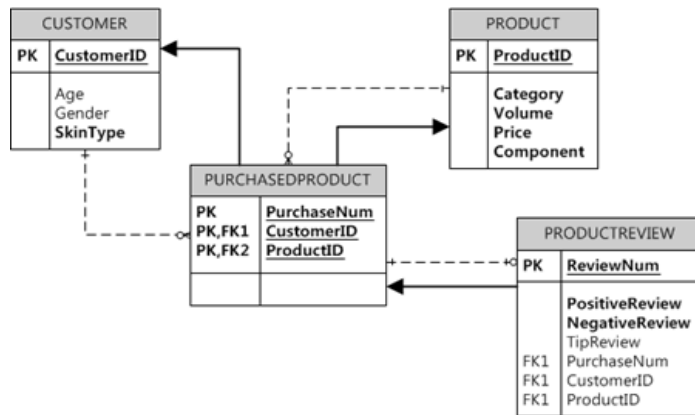 CUSTOMER
PK CustomerID
Age
Gender
SkinType
PRODUCT
PK ProductID
Category
Volume
Price
Component
PURCHASEDPRODUCT
PK PurchaseNum
PK,FK1 CustomerID
PK,FK2 ProductID
PRODUCTREVIEW
PK ReviewNum
PositiveReview
NegativeReview
TipReview
FK1 PurchaseNum
FK1 CustomerID
FK1 ProductID